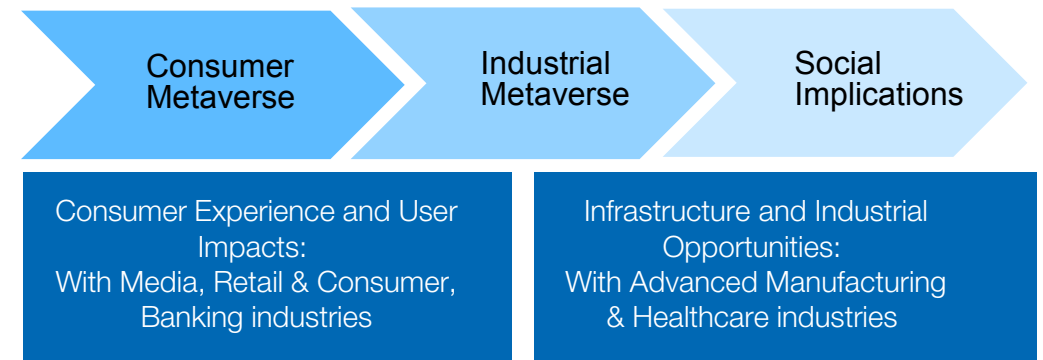 Consumer
Metaverse
Industrial
Metaverse
Social
Implications
Consumer Experience and User
Impacts:
With Media, Retail & Consumer,
Banking industries
Infrastructure and Industrial
Opportunities:
With Advanced Manufacturing
& Healthcare industries